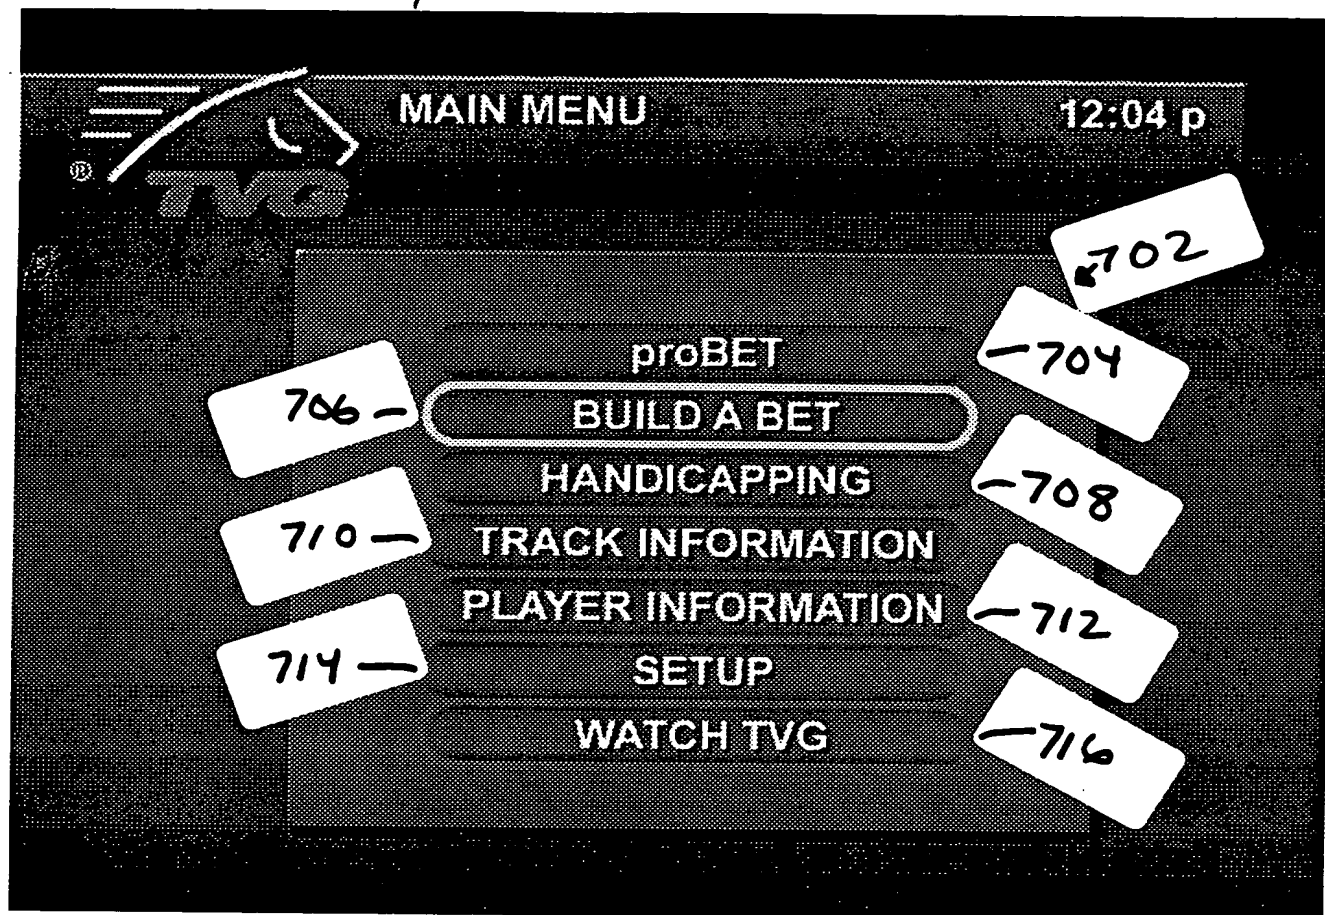 MAIN MENU
12:04 p
®
TVG
702
proBET
704
706
BUILD A BET
HANDICAPPING
708
710
TRACK INFORMATION
PLAYER INFORMATION
712
714
SETUP
WATCH TVG
716